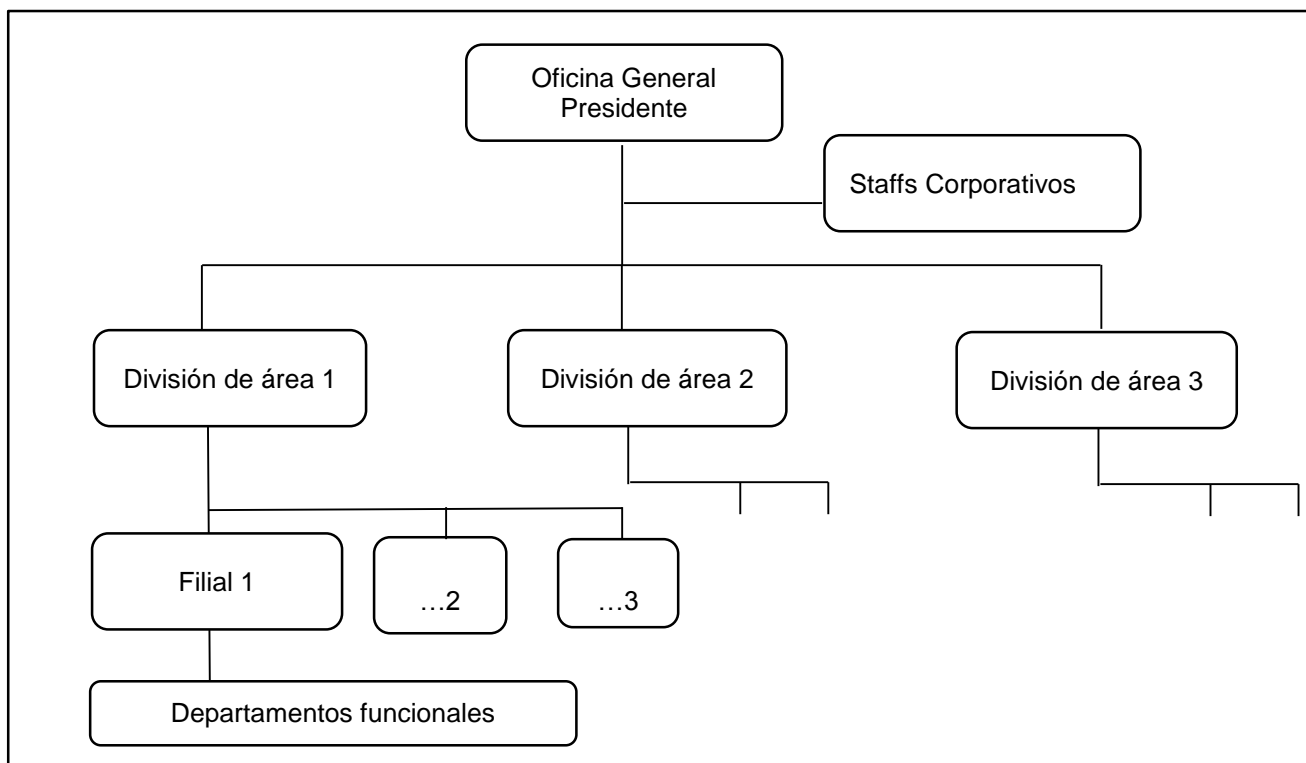 Oficina General
Presidente
Staffs Corporativos
División de área 1
División de área 2
División de área 3
Filial 1
…2
…3
Departamentos funcionales